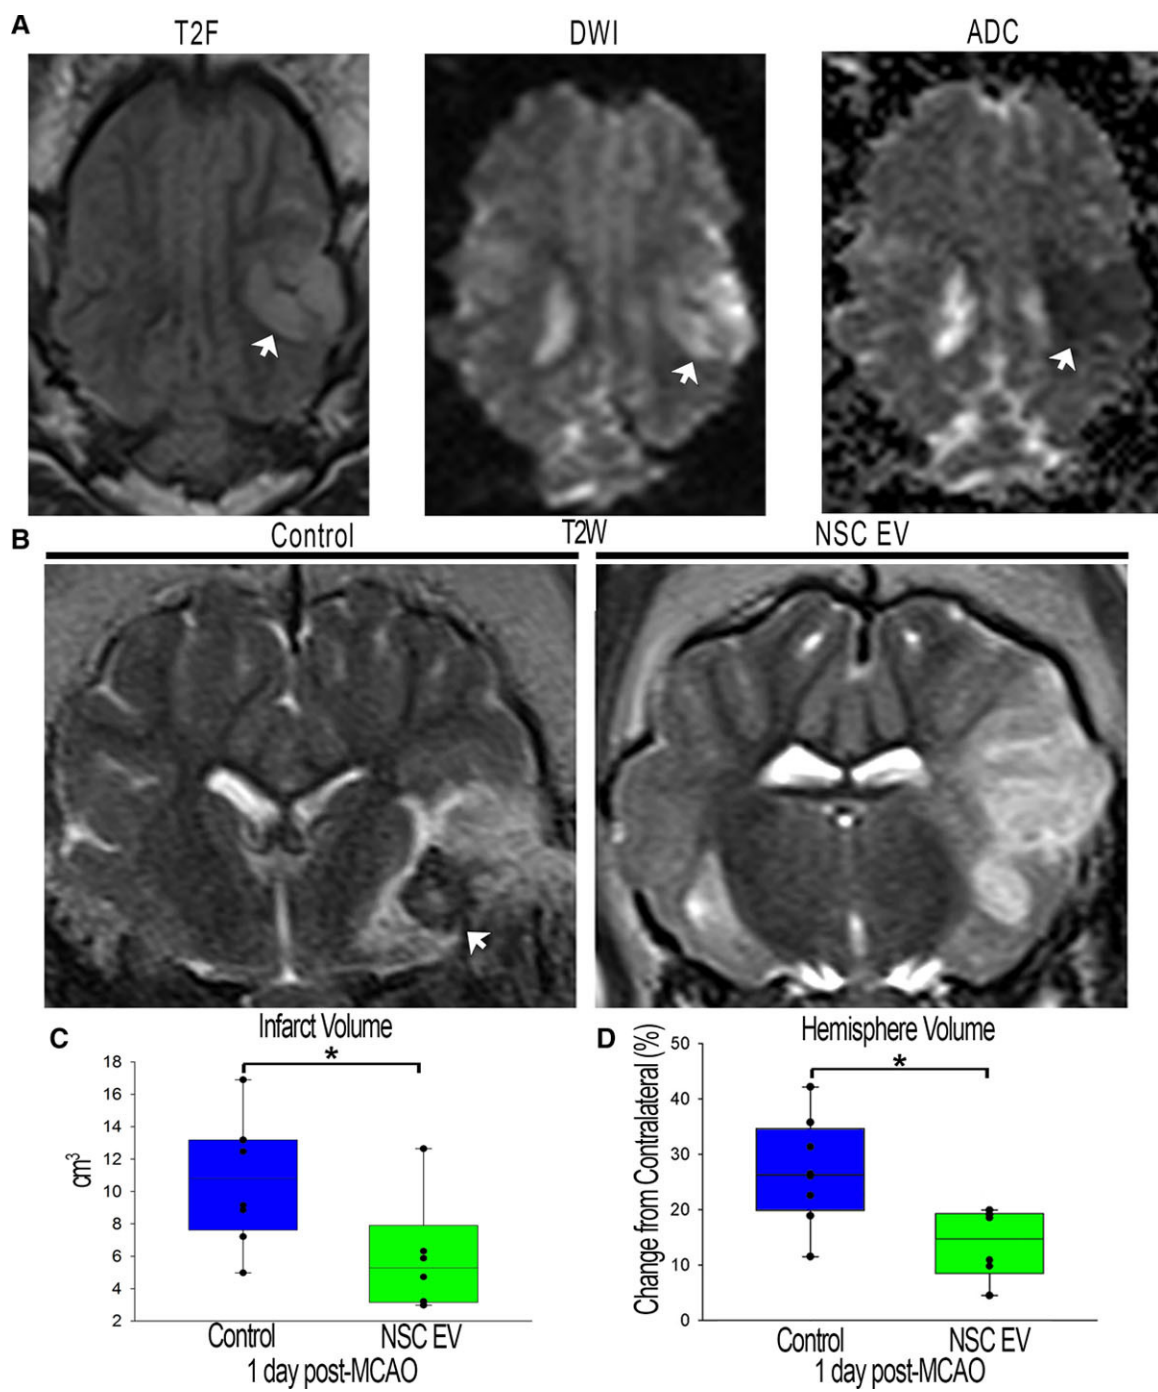 A
T2F DWI ADC
B
Control T2W NSC EV
C
Infarct Volume
*
cm³
18
16
14
12
10
8
6
4
2
Control NSC EV
1 day post-MCAO
D
Hemisphere Volume
*
Change from Contralateral (%)
50
40
30
20
10
0
Control NSC EV
1 day post-MCAO